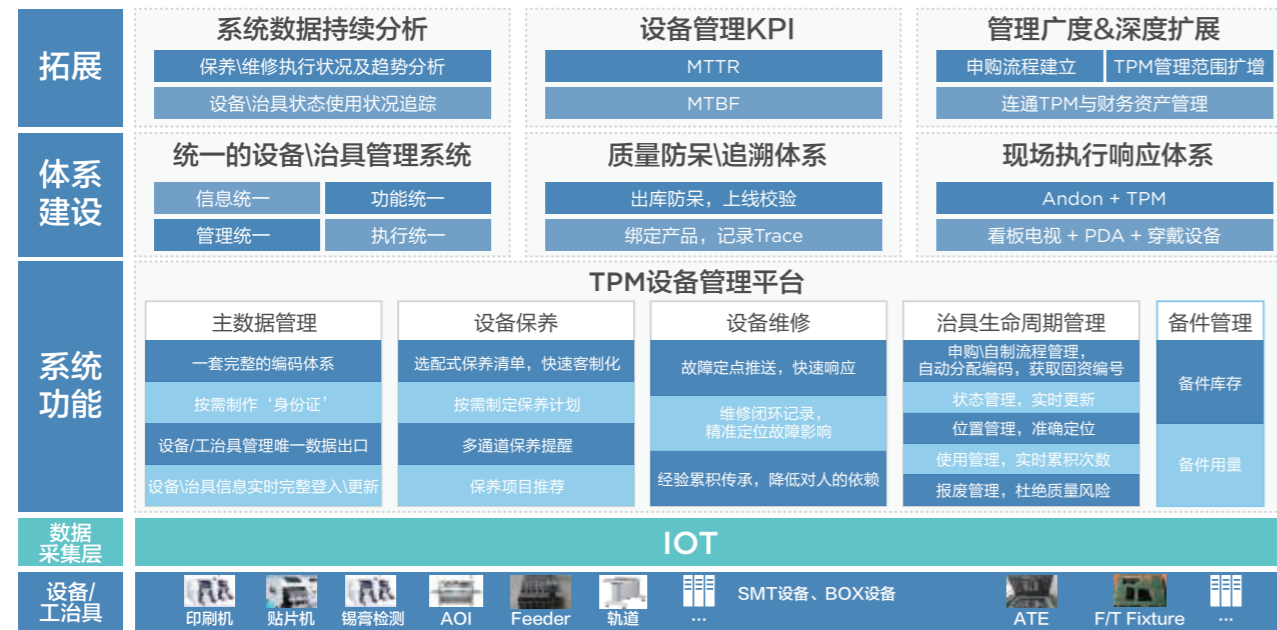 拓展
系统数据持续分析
保养\维修执行状况及趋势分析
设备\治具状态使用状况追踪
设备管理KPI
MTTR
MTBF
管理广度&深度扩展
申购流程建立
TPM管理范围扩增
连通TPM与财务资产管理
体系
建设
统一的设备\治具管理系统
信息统一
功能统一
管理统一
执行统一
质量防呆\追溯体系
出库防呆，上线校验
绑定产品，记录Trace
现场执行响应体系
Andon + TPM
看板电视 + PDA + 穿戴设备
系统
功能
TPM设备管理平台
主数据管理
一套完整的编码体系
按需制作‘身份证’
设备/工治具管理唯一数据出口
设备\治具信息实时完整登入\更新
设备保养
选配式保养清单，快速客制化
按需制定保养计划
多通道保养提醒
保养项目推荐
设备维修
故障定点推送，快速响应
维修闭环记录，
精准定位故障影响
经验累积传承，降低对人的依赖
治具生命周期管理
申购\自制流程管理，
自动分配编码，获取固资编号
状态管理，实时更新
位置管理，准确定位
使用管理，实时累积次数
报废管理，杜绝质量风险
备件管理
备件库存
备件用量
数据
采集层
IOT
设备/
工治具
印刷机
贴片机
锡膏检测
AOI
Feeder
轨道
...
SMT设备、BOX设备
ATE
F/T Fixture
...